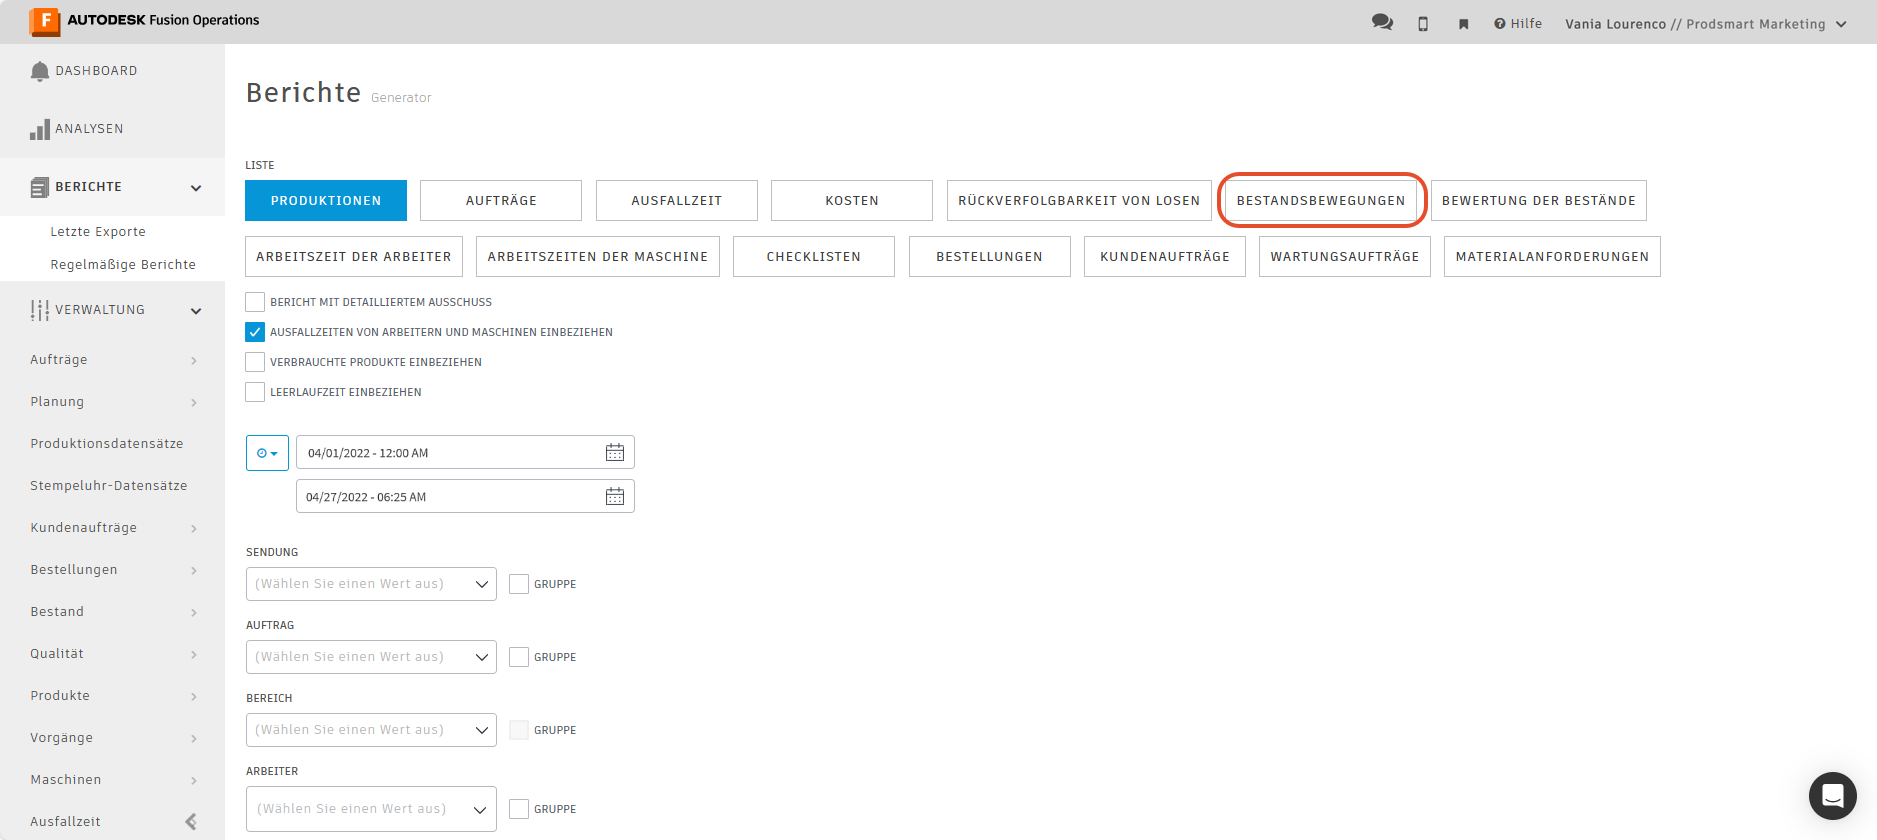 AUTODESK Fusion Operations
Hilfe
Vania Lourenco // Prodsmart Marketing
DASHBOARD
ANALYSEN
BERICHTE
Letzte Exporte
Regelmäßige Berichte
VERWALTUNG
Aufträge
Planung
Produktionsdatensätze
Stempeluhr-Datensätze
Kundenaufträge
Bestellungen
Bestand
Qualität
Produkte
Vorgänge
Maschinen
Ausfallzeit
Berichte Generator
LISTE
PRODUKTIONEN AUFTRÄGE AUSFALLZEIT KOSTEN RÜCKVERFOLGBARKEIT VON LOSEN BESTANDSBEWEGUNGEN BEWERTUNG DER BESTÄNDE
ARBEITSZEIT DER ARBEITER ARBEITSZEITEN DER MASCHINE CHECKLISTEN BESTELLUNGEN KUNDENAUFTRÄGE WARTUNGSAUFTRÄGE MATERIALANFORDERUNGEN
BERICHT MIT DETAILLIERTEM AUSSCHUSS
AUSFALLZEITEN VON ARBEITERN UND MASCHINEN EINBEZIEHEN
VERBRAUCHTE PRODUKTE EINBEZIEHEN
LEERLAUFZEIT EINBEZIEHEN
04/01/2022 - 12:00 AM
04/27/2022 - 06:25 AM
SENDUNG
(Wählen Sie einen Wert aus) GRUPPE
AUFTRAG
(Wählen Sie einen Wert aus) GRUPPE
BEREICH
(Wählen Sie einen Wert aus) GRUPPE
ARBEITER
(Wählen Sie einen Wert aus) GRUPPE